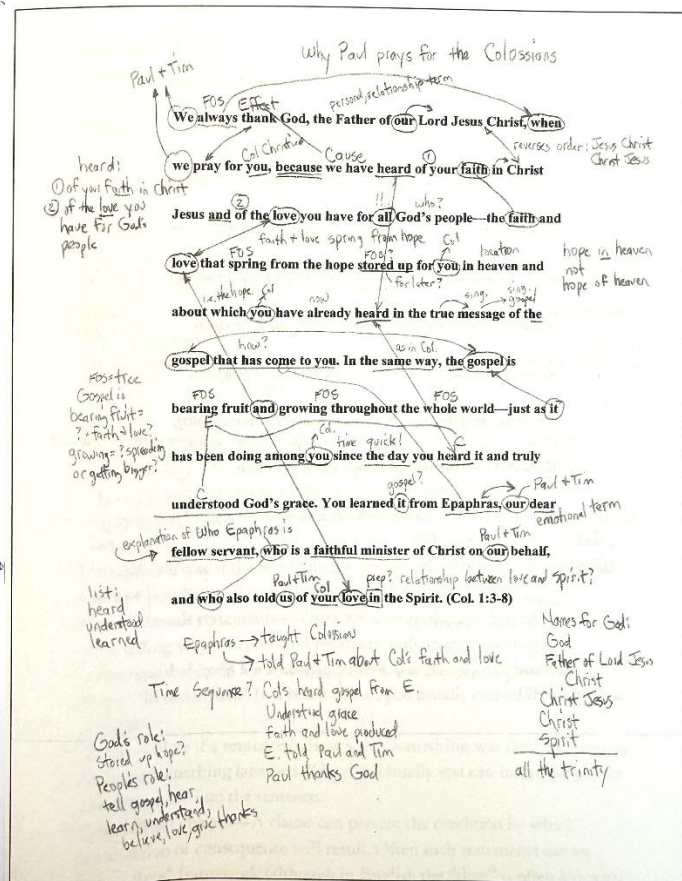 Why Paul prays for the Colossians
Paul + Tim
FOS Effect personal, relationship term
We always thank God, the Father of our Lord Jesus Christ, when
Col Christian Cause ①
reverses order: Jesus Christ
Christ Jesus
we pray for you, because we have heard of your faith in Christ
heard:
① of your faith in Christ
② of the love you
have for God's
people
② !! who?
Jesus and of the love you have for all God's people—the faith and
faith + love spring from hope Col
FOS FOS? location
love that spring from the hope stored up for you in heaven and
hope in heaven
not
hope of heaven
for later?
i.e. the hope Col now sing. sing. gospel
about which you have already heard in the true message of the
how? as in Col.
gospel that has come to you. In the same way, the gospel is
FOS=tree
Gospel is
bearing fruit=
? faith + love?
growing=? spreading
or getting bigger?
FOS FOS FOS
bearing fruit and growing throughout the whole world—just as it
E Col. time quick! C
has been doing among you since the day you heard it and truly
C gospel? Paul + Tim
understood God's grace. You learned it from Epaphras, our dear
emotional term
explanation of Who Epaphras is Paul + Tim
fellow servant, who is a faithful minister of Christ on our behalf,
Paul + Tim Col prep? relationship between love and Spirit?
and who also told us of your love in the Spirit. (Col. 1:3-8)
list:
heard
understood
learned
Epaphras → taught Colossians
→ told Paul + Tim about Col's faith and love
Time Sequence? Cols heard gospel from E.
Understood grace
Faith and love produced
E. told Paul and Tim
Paul thanks God
Names for God:
God
Father of Lord Jesus
Christ
Christ Jesus
Christ
Spirit
all the trinity
God's role:
stored up hope?
People's role:
tell gospel, hear,
learn, understand,
believe, love, give thanks